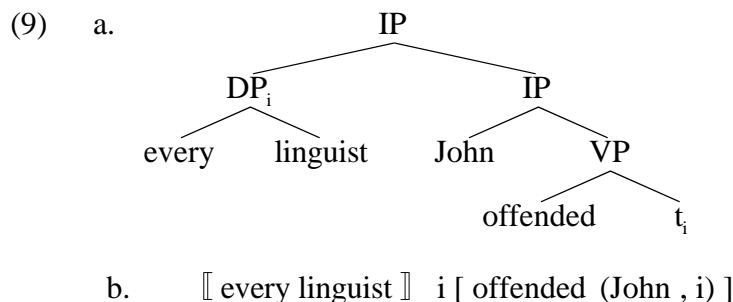 (9) a. IP
DP_i IP
every linguist John VP
offended t_i
b. ⟦ every linguist ⟧ i [ offended (John , i) ]